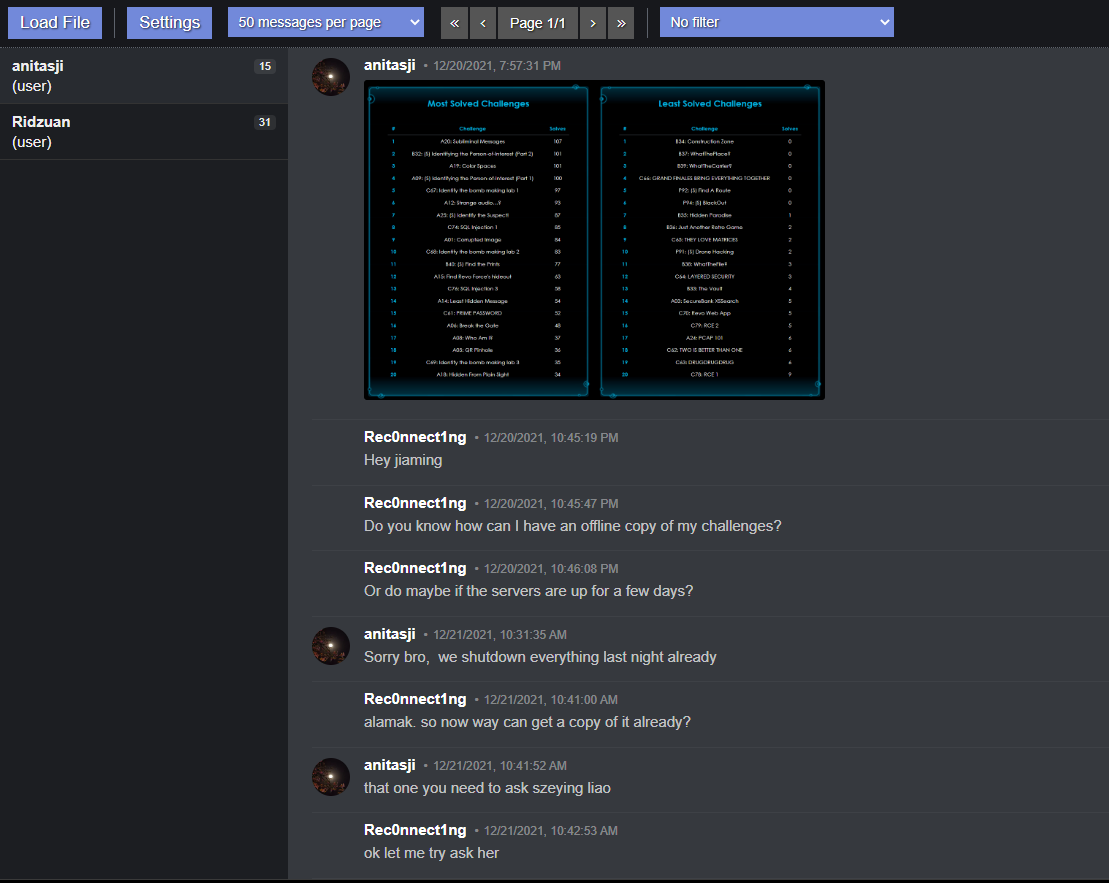 Load File
Settings
50 messages per page
«
‹
Page 1/1
›
»
No filter
anitasji
15
(user)
Ridzuan
31
(user)
anitasji • 12/20/2021, 7:57:31 PM
Most Solved Challenges
# Challenge Solves
1 A20: Subliminal Messages 107
2 B32: (S) Identifying the Person-of-Interest (Part 2) 101
3 A19: Color Spaces 101
4 A09: (S) Identifying the Person of Interest (Part 1) 100
5 C67: Identify the bomb making lab 1 97
6 A12: Strange audio...? 93
7 A25: (S) Identify the Suspect! 87
8 C74: SQL Injection 1 85
9 A01: Corrupted Image 84
10 C68: Identify the bomb making lab 2 83
11 B40: (S) Find the Prints 77
12 A15: Find Revo Force's hideout 63
13 C76: SQL Injection 3 58
14 A14: Least Hidden Message 54
15 C61: PRIME PASSWORD 52
16 A06: Break the Gate 48
17 A08: Who Am I? 37
18 A05: QR Pinhole 36
19 C69: Identify the bomb making lab 3 35
20 A18: Hidden From Plain Sight 34
Least Solved Challenges
# Challenge Solves
1 B34: Construction Zone 0
2 B37: WhatThePlace? 0
3 B39: WhatTheCarrier? 0
4 C66: GRAND FINALES BRING EVERYTHING TOGETHER 0
5 P92: (S) Find A Route 0
6 P94: (S) BlackOut 0
7 B35: Hidden Paradise 1
8 B36: Just Another Retro Game 2
9 C65: THEY LOVE MATRICES 2
10 P91: (S) Drone Hacking 2
11 B38: WhatTheFile? 3
12 C64: LAYERED SECURITY 3
13 B33: The Vault 4
14 A03: SecureBank XSSearch 5
15 C70: Revo Web App 5
16 C79: RCE 2 5
17 A26: PCAP 101 6
18 C62: TWO IS BETTER THAN ONE 6
19 C63: DRUGDRUGDRUG 6
20 C78: RCE 1 9
Rec0nnect1ng • 12/20/2021, 10:45:19 PM
Hey jiaming
Rec0nnect1ng • 12/20/2021, 10:45:47 PM
Do you know how can I have an offline copy of my challenges?
Rec0nnect1ng • 12/20/2021, 10:46:08 PM
Or do maybe if the servers are up for a few days?
anitasji • 12/21/2021, 10:31:35 AM
Sorry bro,  we shutdown everything last night already
Rec0nnect1ng • 12/21/2021, 10:41:00 AM
alamak. so now way can get a copy of it already?
anitasji • 12/21/2021, 10:41:52 AM
that one you need to ask szeying liao
Rec0nnect1ng • 12/21/2021, 10:42:53 AM
ok let me try ask her